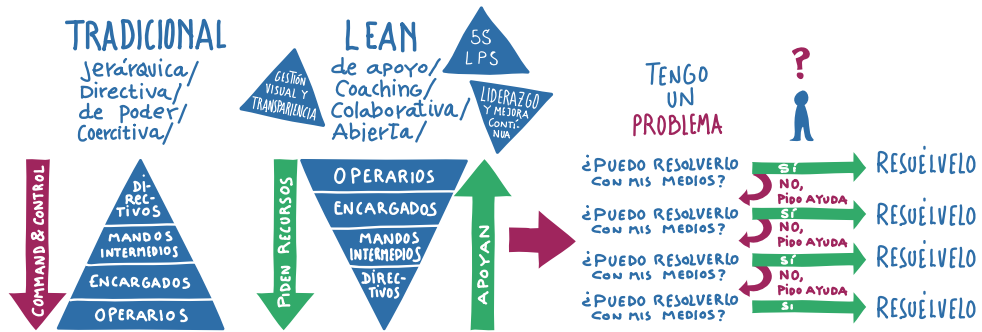 TRADICIONAL
Jerárquica/
Directiva/
de Poder/
Coercitiva/
COMMAND & CONTROL
DI-
REC-
TIVOS
MANDOS
INTERMEDIOS
ENCARGADOS
OPERARIOS
LEAN
de apoyo/
Coaching/
Colaborativa/
Abierta/
GESTIÓN
VISUAL Y
TRANSPARENCIA
5S
LPS
LIDERAZGO
Y MEJORA
CONTÍ-
NUA
PIDEN RECURSOS
OPERARIOS
ENCARGADOS
MANDOS
INTERMEDIOS
DIREC-
TIVOS
APOYAN
TENGO
UN
PROBLEMA
?
¿PUEDO RESOLVERLO
CON MIS MEDIOS?
SÍ
RESUÉLVELO
NO,
PIDO AYUDA
¿PUEDO RESOLVERLO
CON MIS MEDIOS?
SÍ
RESUÉLVELO
NO,
PIDO AYUDA
¿PUEDO RESOLVERLO
CON MIS MEDIOS?
SÍ
RESUÉLVELO
NO,
PIDO AYUDA
¿PUEDO RESOLVERLO
CON MIS MEDIOS?
SI
RESUÉLVELO